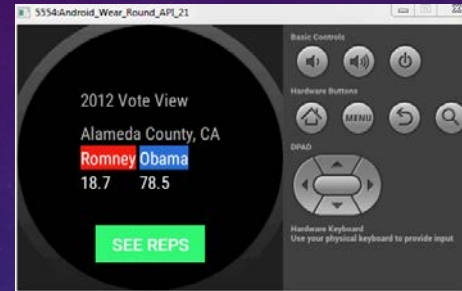 5554:Android_Wear_Round_API_21
Basic Controls
Hardware Buttons
MENU
DPAD
Hardware Keyboard
Use your physical keyboard to provide input
2012 Vote View
Alameda County, CA
Romney Obama
18.7 78.5
SEE REPS